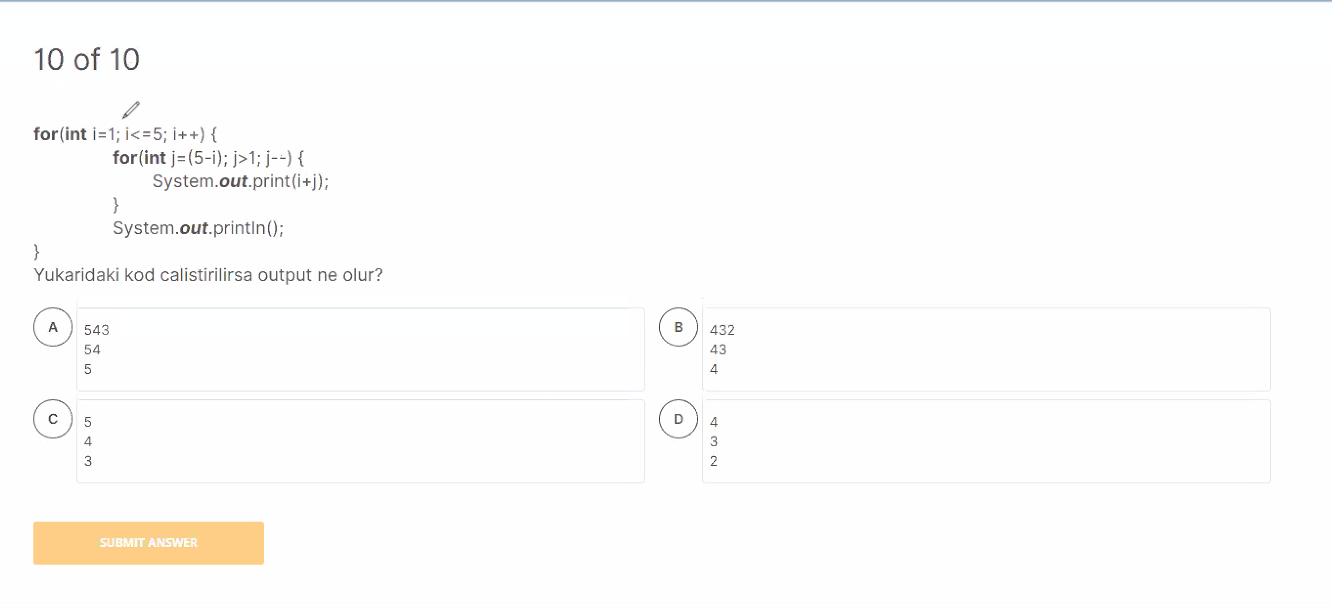 10 of 10
for(int i=1; i<=5; i++) {
for(int j=(5-i); j>1; j--) {
System.out.print(i+j);
}
System.out.println();
}
Yukaridaki kod calistirilirsa output ne olur?
A
543
54
5
B
432
43
4
C
5
4
3
D
4
3
2
SUBMIT ANSWER